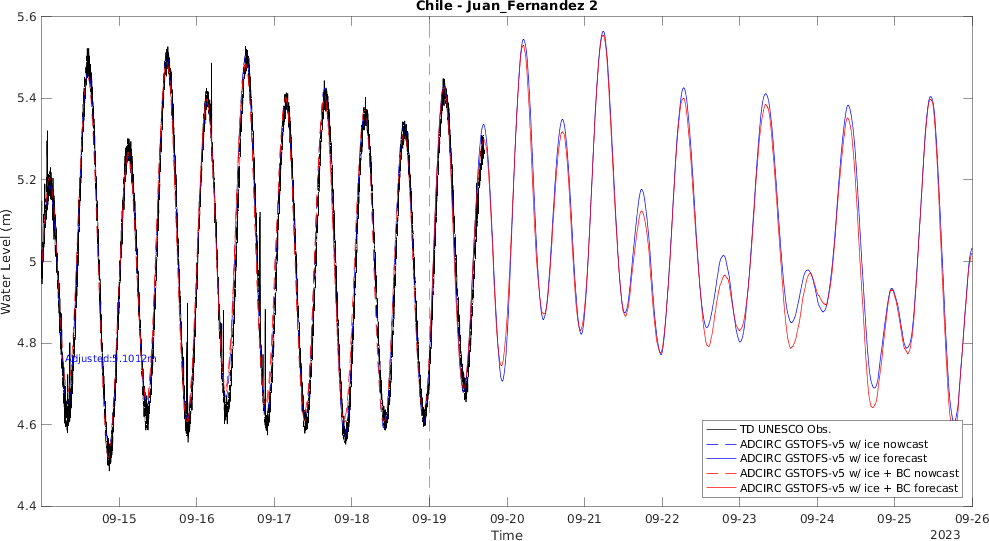 Chile - Juan_Fernandez 2
5.6
5.4
5.2
5
4.8
4.6
4.4
Water Level (m)
Adjusted:5.1012m
TD UNESCO Obs.
ADCIRC GSTOFS-v5 w/ ice nowcast
ADCIRC GSTOFS-v5 w/ ice forecast
ADCIRC GSTOFS-v5 w/ ice + BC nowcast
ADCIRC GSTOFS-v5 w/ ice + BC forecast
09-15 09-16 09-17 09-18 09-19 09-20 09-21 09-22 09-23 09-24 09-25 09-26
Time
2023